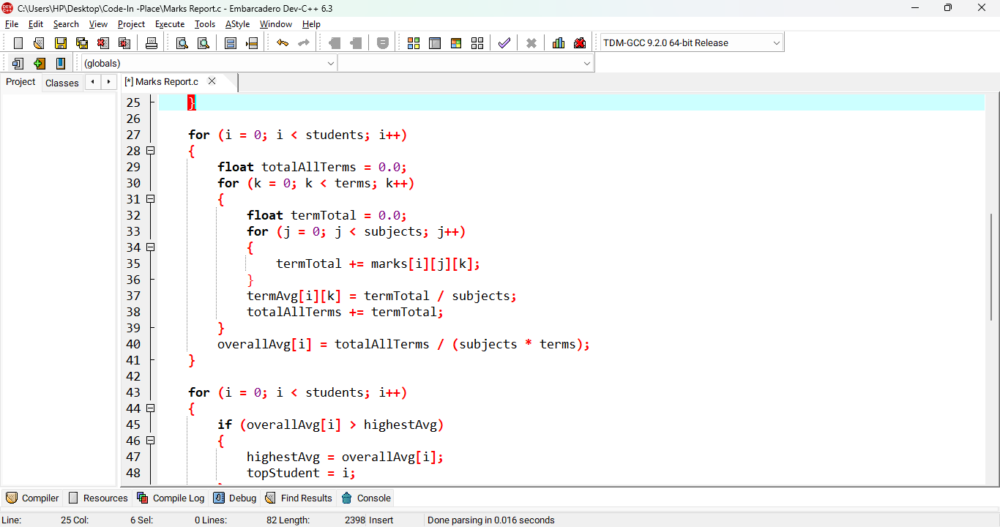 C:\Users\HP\Desktop\Code-In -Place\Marks Report.c - Embarcadero Dev-C++ 6.3
File Edit Search View Project Execute Tools AStyle Window Help
TDM-GCC 9.2.0 64-bit Release
(globals)
Project Classes [*] Marks Report.c
25 }
26
27 for (i = 0; i < students; i++)
28 {
29 float totalAllTerms = 0.0;
30 for (k = 0; k < terms; k++)
31 {
32 float termTotal = 0.0;
33 for (j = 0; j < subjects; j++)
34 {
35 termTotal += marks[i][j][k];
36 }
37 termAvg[i][k] = termTotal / subjects;
38 totalAllTerms += termTotal;
39 }
40 overallAvg[i] = totalAllTerms / (subjects * terms);
41 }
42
43 for (i = 0; i < students; i++)
44 {
45 if (overallAvg[i] > highestAvg)
46 {
47 highestAvg = overallAvg[i];
48 topStudent = i;
Compiler Resources Compile Log Debug Find Results Console
Line: 25 Col: 6 Sel: 0 Lines: 82 Length: 2398 Insert Done parsing in 0.016 seconds